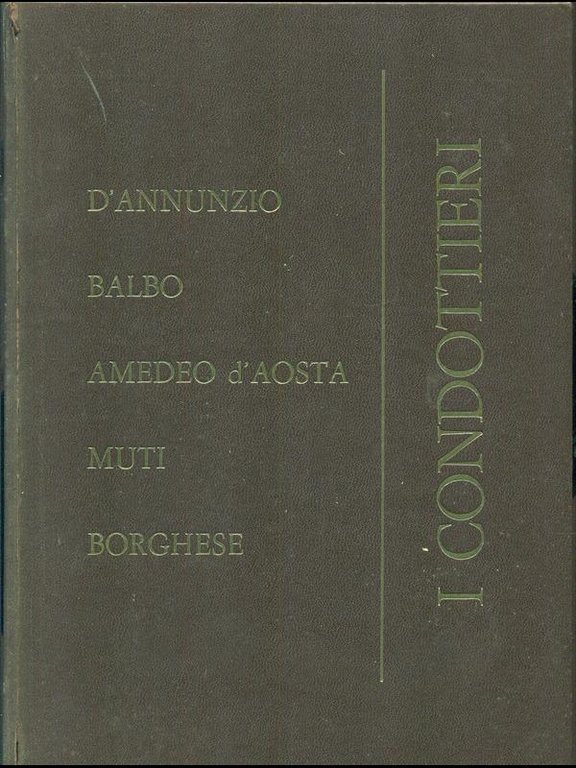 D'ANNUNZIO
BALBO
AMEDEO d'AOSTA
MUTI
BORGHESE
I CONDOTTIERI